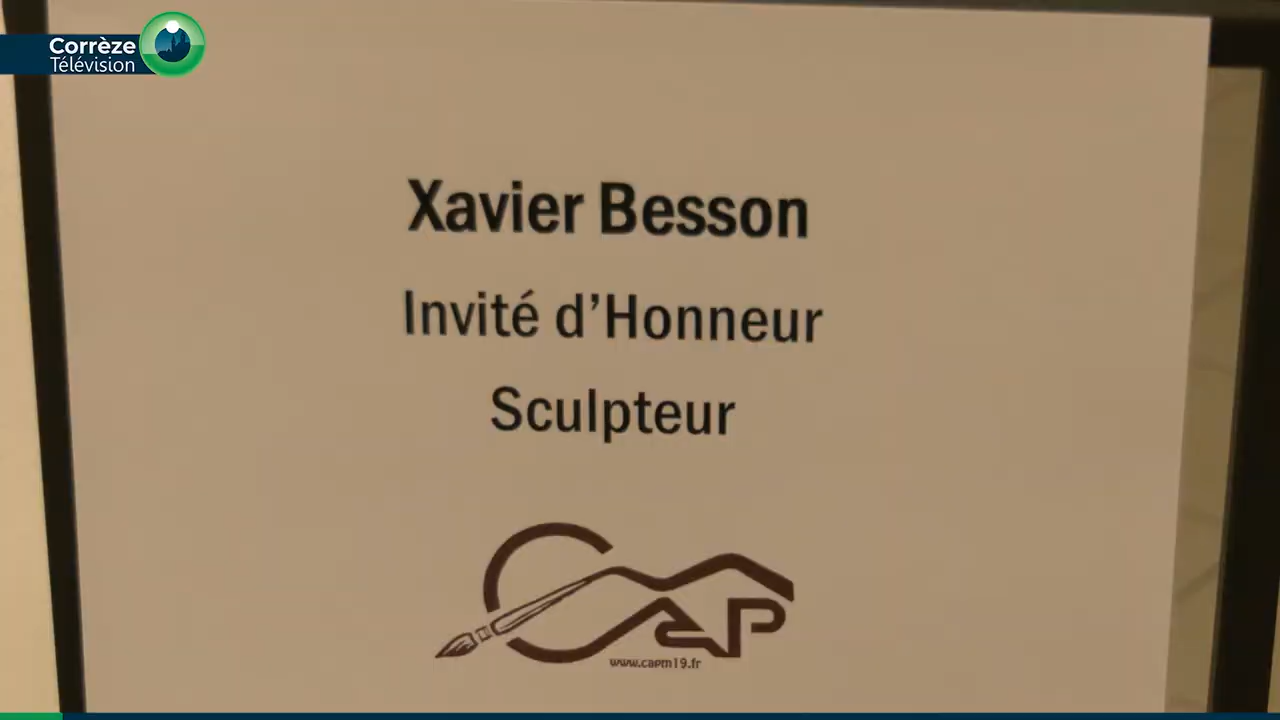 Corrèze
Télévision
Xavier Besson
Invité d’Honneur
Sculpteur
CAP
www.capm19.fr